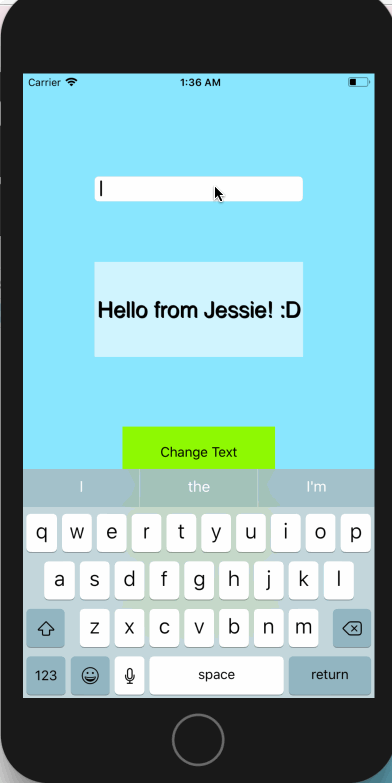 Carrier 1:36 AM
Hello from Jessie! :D
Change Text
I the I'm
q w e r t y u i o p
a s d f g h j k l
z x c v b n m
123 space return